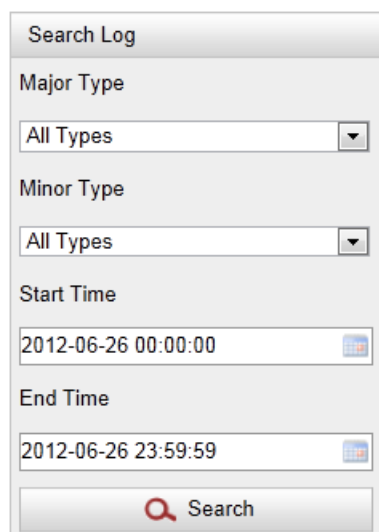 Search Log
Major Type
All Types
Minor Type
All Types
Start Time
2012-06-26 00:00:00
End Time
2012-06-26 23:59:59
Search